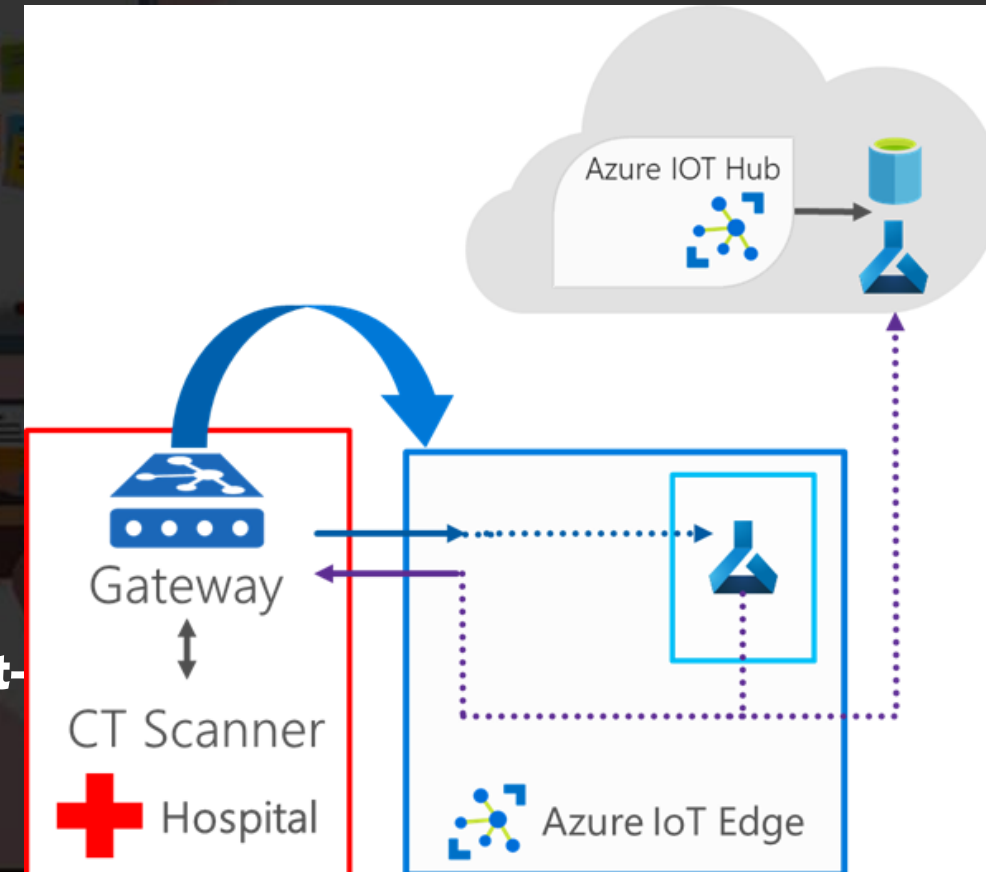 Azure IOT Hub
Gateway
t-
CT Scanner
Hospital
Azure IoT Edge